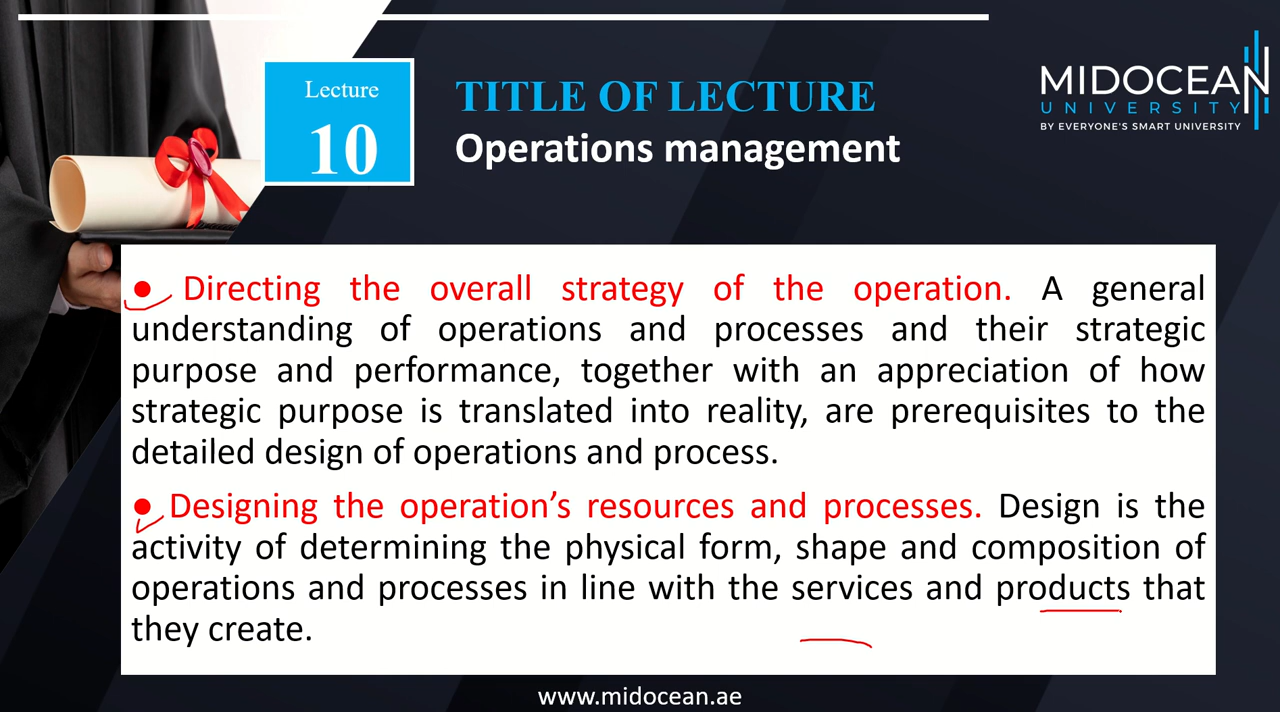 Lecture
10
TITLE OF LECTURE
Operations management
MIDOCEAN
UNIVERSITY
BY EVERYONE'S SMART UNIVERSITY
● Directing the overall strategy of the operation. A general
understanding of operations and processes and their strategic
purpose and performance, together with an appreciation of how
strategic purpose is translated into reality, are prerequisites to the
detailed design of operations and process.
● Designing the operation’s resources and processes. Design is the
activity of determining the physical form, shape and composition of
operations and processes in line with the services and products that
they create.
www.midocean.ae